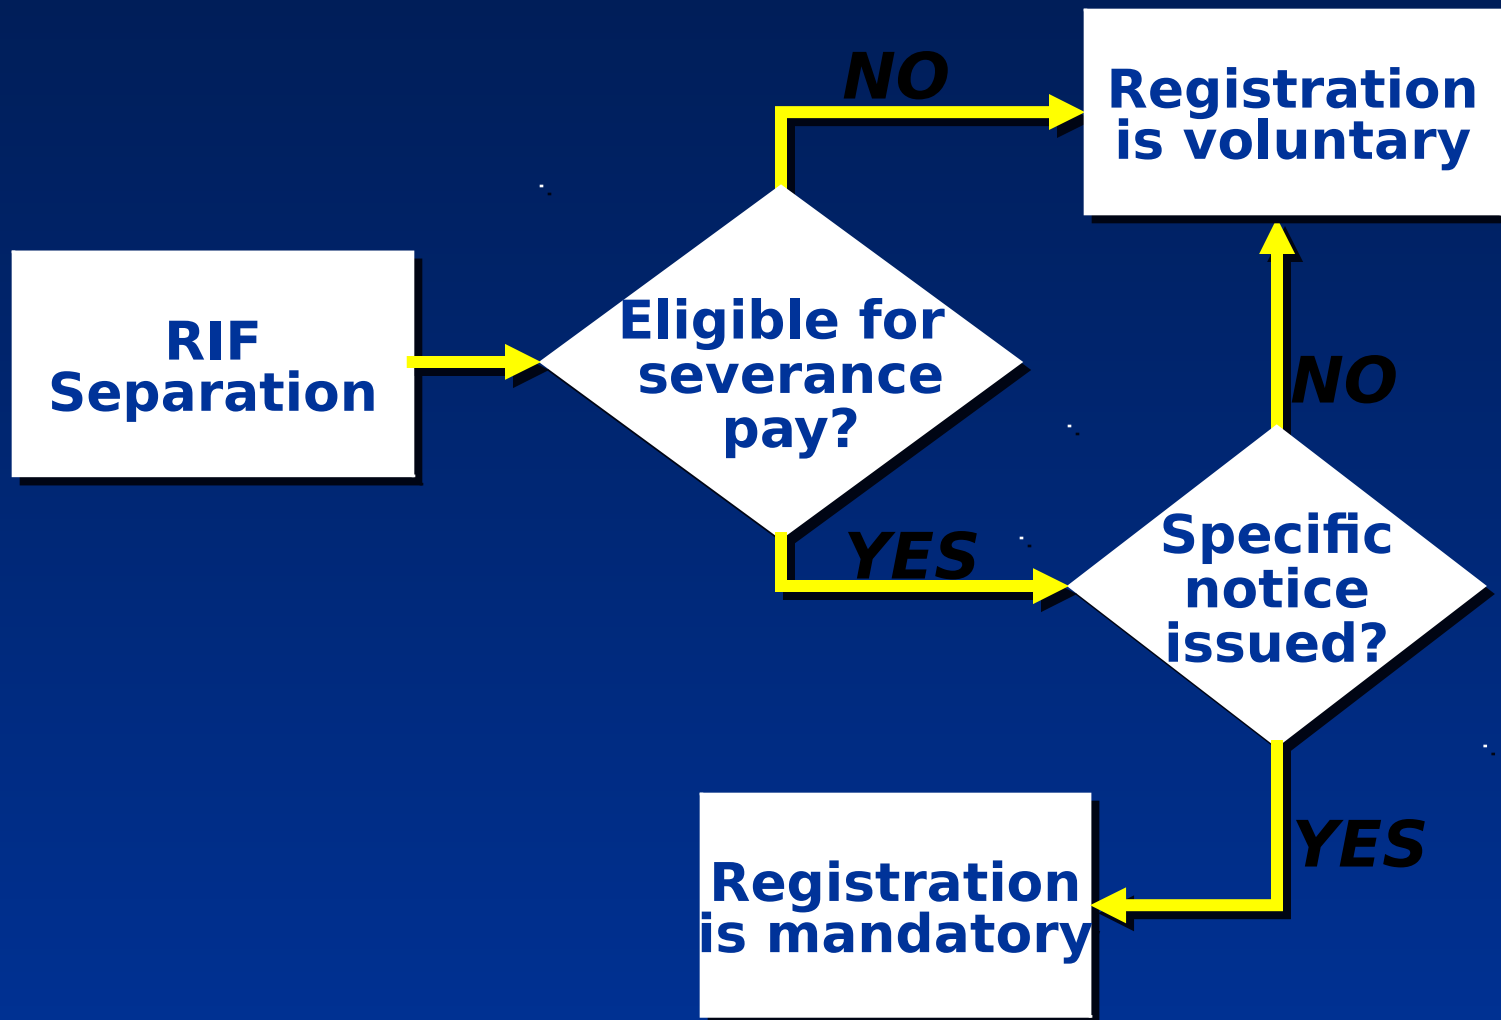 NO
Registration
is voluntary
RIF
Separation
Eligible for
severance
pay?
NO
YES
Specific
notice
issued?
YES
Registration
is mandatory